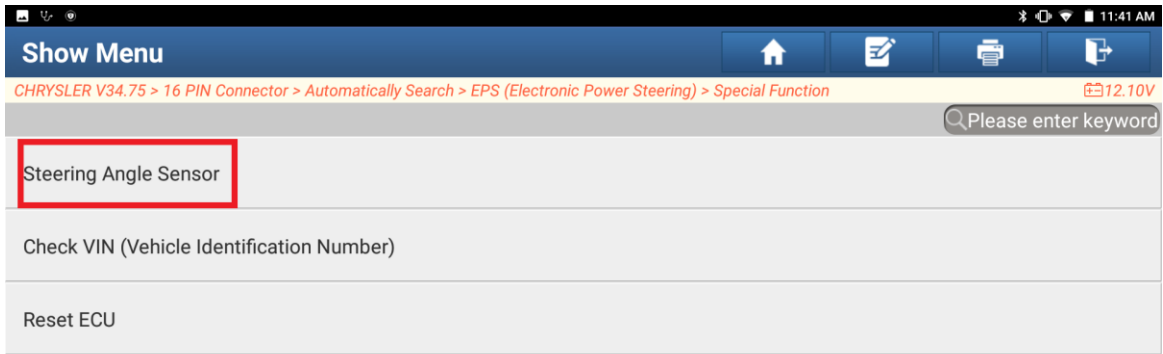 11:41 AM
Show Menu
CHRYSLER V34.75 > 16 PIN Connector > Automatically Search > EPS (Electronic Power Steering) > Special Function 12.10V
Please enter keyword
Steering Angle Sensor
Check VIN (Vehicle Identification Number)
Reset ECU